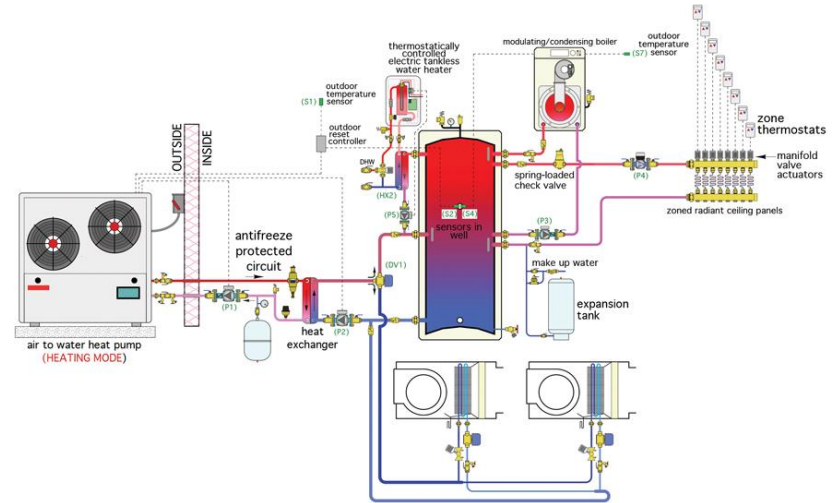 thermostatically
controlled
electric tankless
water heater
modulating/condensing boiler
(S7)
outdoor
temperature
sensor
outdoor
temperature
sensor
(S1)
outdoor
reset
controller
OUTSIDE
INSIDE
DHW
(HX2)
(P5)
spring-loaded
check valve
(P4)
zone
thermostats
manifold
valve
actuators
zoned radiant ceiling panels
(S2)
(S4)
sensors in
well
(P3)
make up water
expansion
tank
antifreeze
protected
circuit
(DV1)
(P1)
heat
exchanger
(P2)
air to water heat pump
(HEATING MODE)